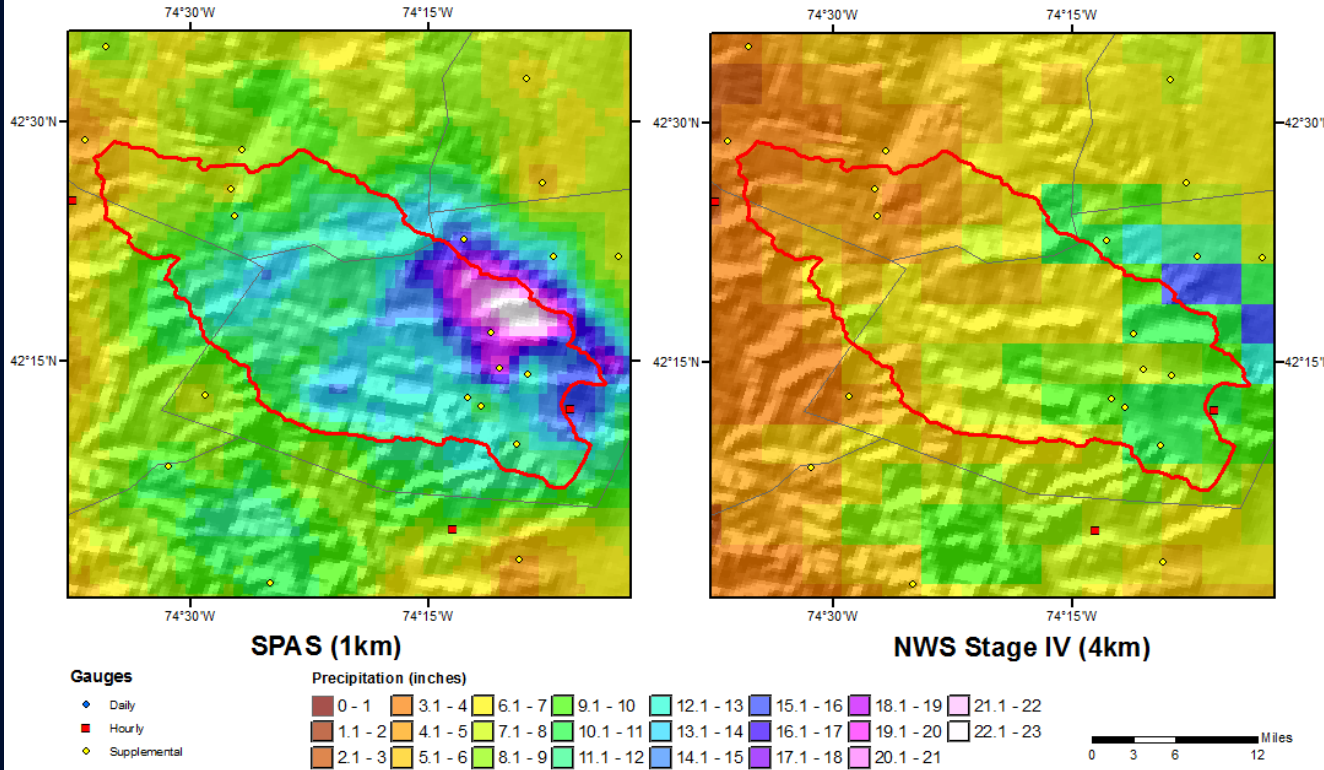 74°30'W 74°15'W 74°30'W 74°15'W
42°30'N 42°30'N 42°30'N
42°15'N 42°15'N 42°15'N
74°30'W 74°15'W 74°30'W 74°15'W
SPAS (1km) NWS Stage IV (4km)
Gauges
Daily
Hourly
Supplemental
Precipitation (inches)
0 - 1 3.1 - 4 6.1 - 7 9.1 - 10 12.1 - 13 15.1 - 16 18.1 - 19 21.1 - 22
1.1 - 2 4.1 - 5 7.1 - 8 10.1 - 11 13.1 - 14 16.1 - 17 19.1 - 20 22.1 - 23
2.1 - 3 5.1 - 6 8.1 - 9 11.1 - 12 14.1 - 15 17.1 - 18 20.1 - 21
Miles
0 3 6 12